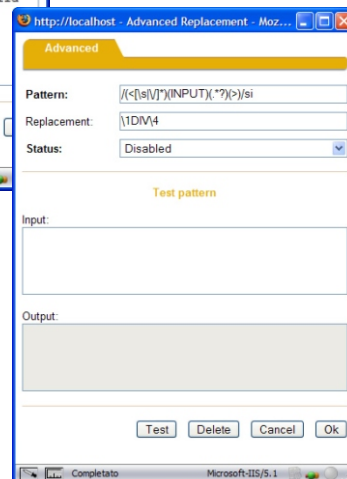 http://localhost - Advanced Replacement - Moz...
Advanced
Pattern: /(<[\s|\/]*)(INPUT)(.*?)(>)/si
Replacement: \1DIV\4
Status: Disabled
Test pattern
Input:
Output:
Test Delete Cancel Ok
Completato Microsoft-IIS/5.1